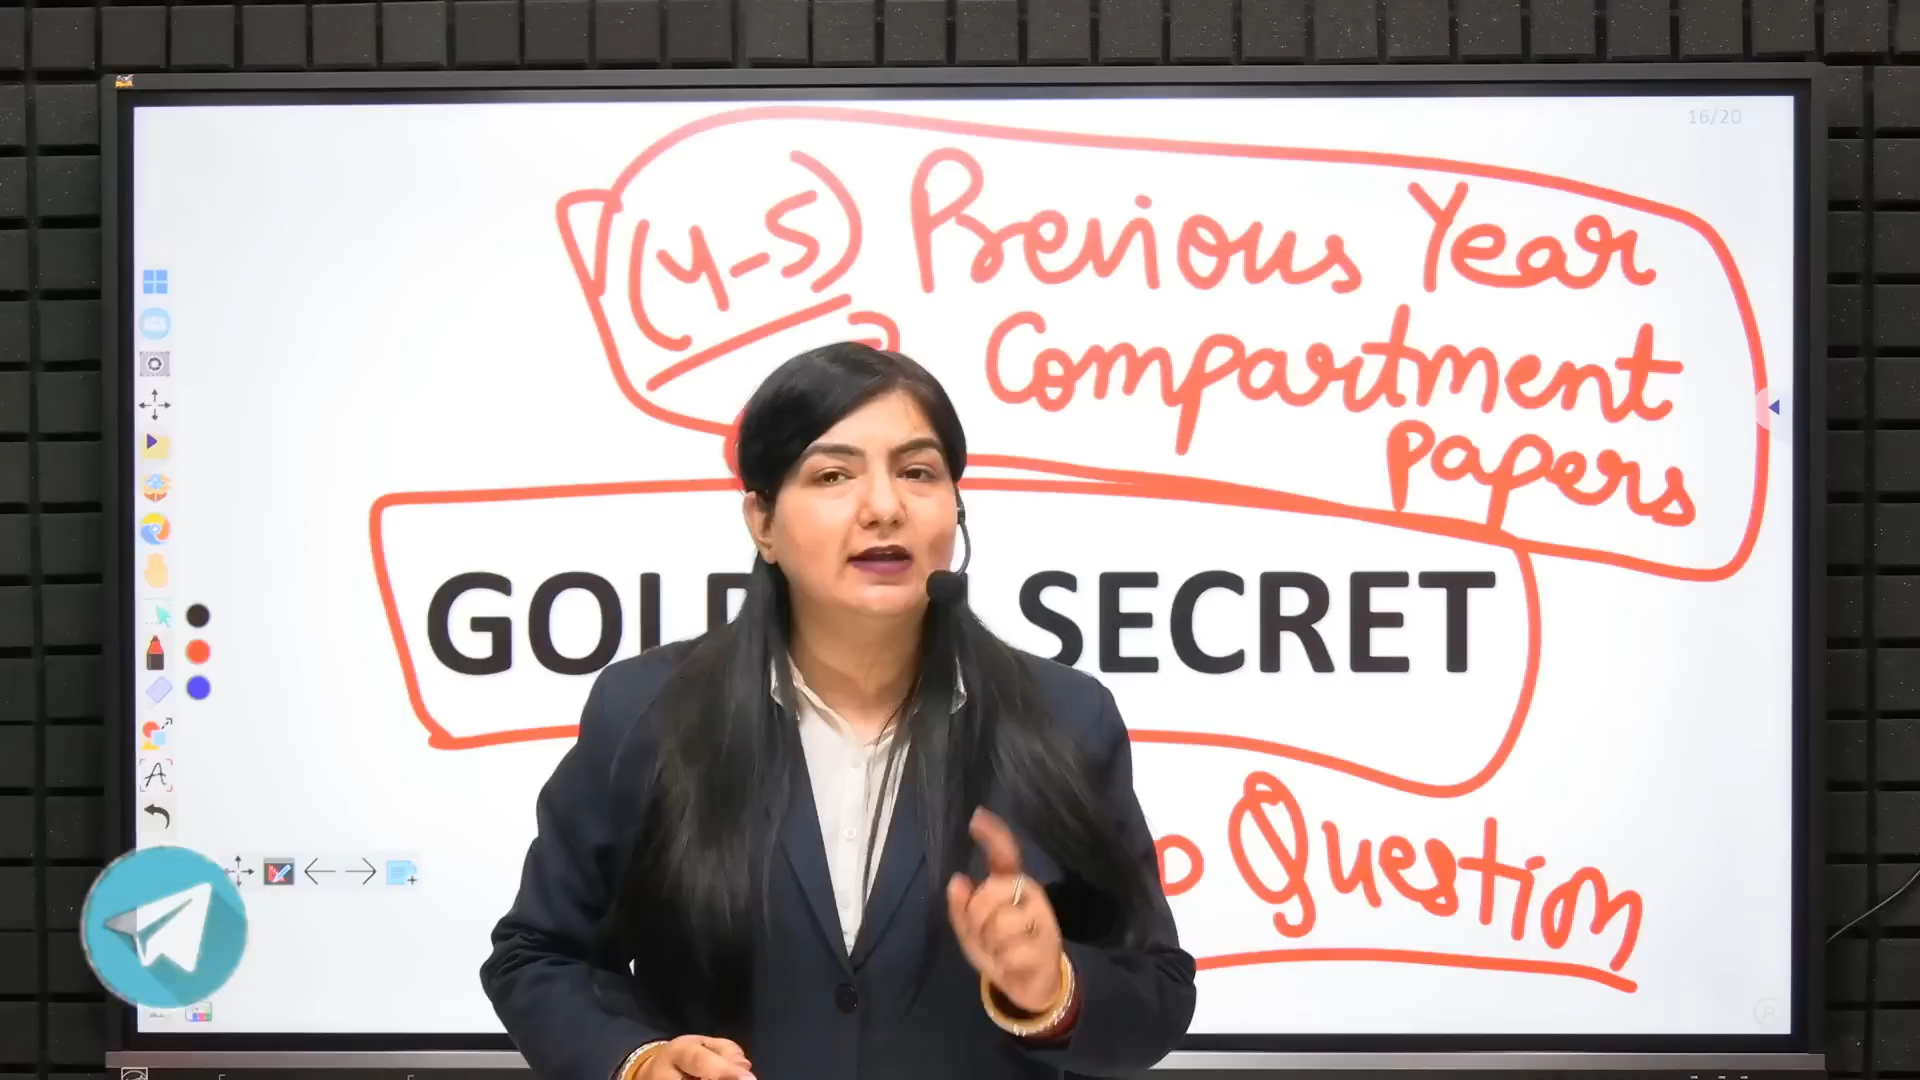 16/20
(4-5) Previous Year
Compartment
papers
SECRET
Question